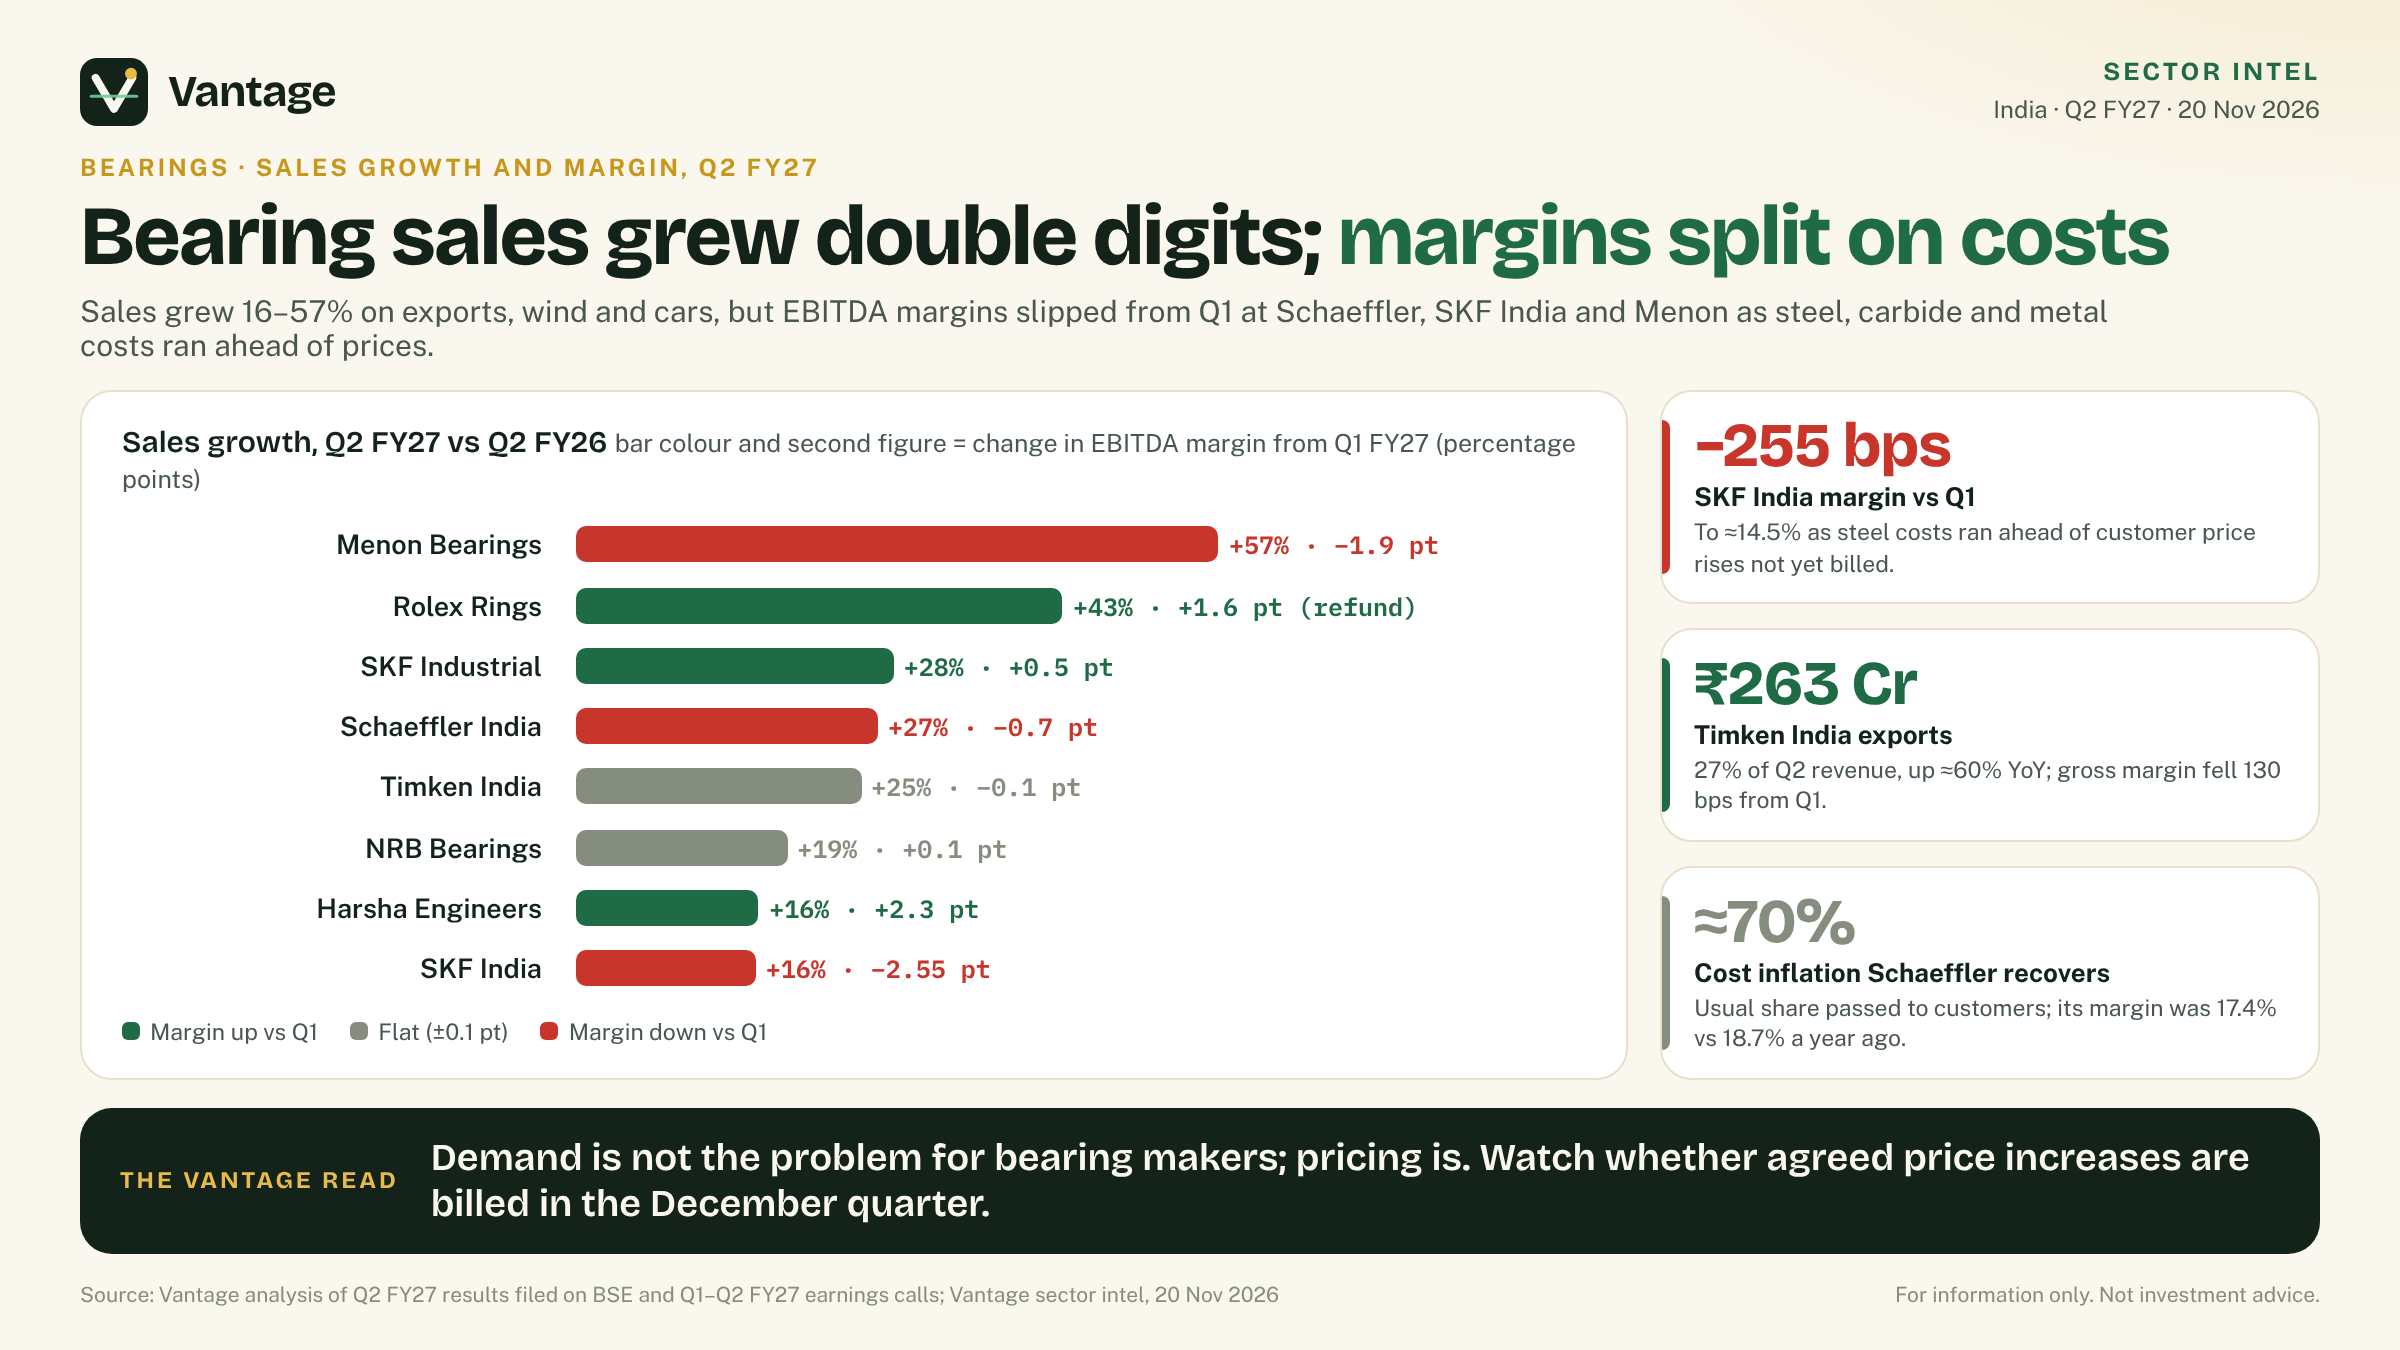 Vantage
SECTOR INTEL
India · Q2 FY27 · 20 Nov 2026
BEARINGS · SALES GROWTH AND MARGIN, Q2 FY27
Bearing sales grew double digits; margins split on costs
Sales grew 16–57% on exports, wind and cars, but EBITDA margins slipped from Q1 at Schaeffler, SKF India and Menon as steel, carbide and metal
costs ran ahead of prices.
Sales growth, Q2 FY27 vs Q2 FY26 bar colour and second figure = change in EBITDA margin from Q1 FY27 (percentage
points)
Menon Bearings +57% · −1.9 pt
Rolex Rings +43% · +1.6 pt (refund)
SKF Industrial +28% · +0.5 pt
Schaeffler India +27% · −0.7 pt
Timken India +25% · −0.1 pt
NRB Bearings +19% · +0.1 pt
Harsha Engineers +16% · +2.3 pt
SKF India +16% · −2.55 pt
Margin up vs Q1 Flat (±0.1 pt) Margin down vs Q1
−255 bps
SKF India margin vs Q1
To ≈14.5% as steel costs ran ahead of customer price
rises not yet billed.
₹263 Cr
Timken India exports
27% of Q2 revenue, up ≈60% YoY; gross margin fell 130
bps from Q1.
≈70%
Cost inflation Schaeffler recovers
Usual share passed to customers; its margin was 17.4%
vs 18.7% a year ago.
THE VANTAGE READ
Demand is not the problem for bearing makers; pricing is. Watch whether agreed price increases are
billed in the December quarter.
Source: Vantage analysis of Q2 FY27 results filed on BSE and Q1–Q2 FY27 earnings calls; Vantage sector intel, 20 Nov 2026
For information only. Not investment advice.